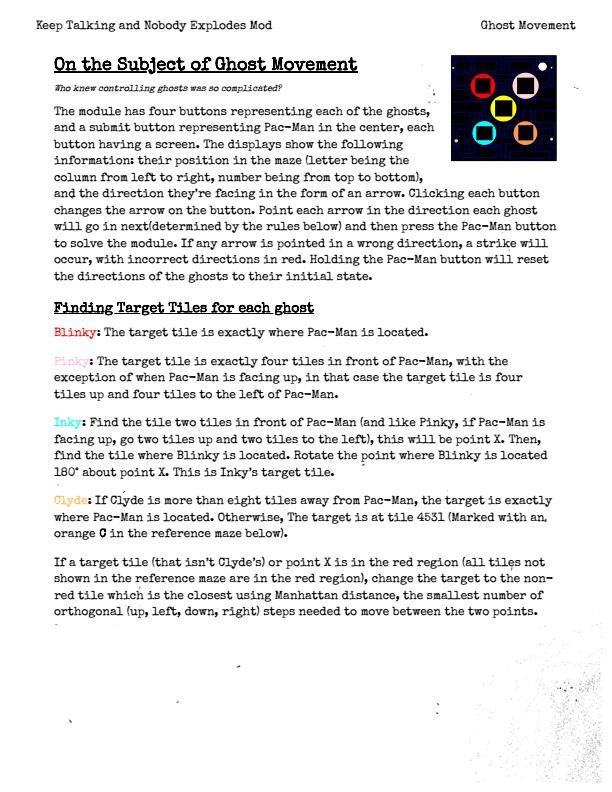 Keep Talking and Nobody Explodes Mod
Ghost Movement
On the Subject of Ghost Movement
Who knew controlling ghosts was so complicated?
The module has four buttons representing each of the ghosts,
and a submit button representing Pac-Man in the center, each
button having a screen. The displays show the following
information: their position in the maze (letter being the
column from left to right, number being from top to bottom),
and the direction they're facing in the form of an arrow. Clicking each button
changes the arrow on the button. Point each arrow in the direction each ghost
will go in next(determined by the rules below) and then press the Pac-Man button
to solve the module. If any arrow is pointed in a wrong direction, a strike will
occur, with incorrect directions in red. Holding the Pac-Man button will reset
the directions of the ghosts to their initial state.
Finding Target Tiles for each ghost
Blinky: The target tile is exactly where Pac-Man is located.
Pinky: The target tile is exactly four tiles in front of Pac-Man, with the
exception of when Pac-Man is facing up, in that case the target tile is four
tiles up and four tiles to the left of Pac-Man.
Inky: Find the tile two tiles in front of Pac-Man (and like Pinky, if Pac-Man is
facing up, go two tiles up and two tiles to the left), this will be point X. Then,
find the tile where Blinky is located. Rotate the point where Blinky is located
180° about point X. This is Inky's target tile.
Clyde: If Clyde is more than eight tiles away from Pac-Man, the target is exactly
where Pac-Man is located. Otherwise, The target is at tile 4531 (Marked with an
orange C in the reference maze below).
If a target tile (that isn't Clyde's) or point X is in the red region (all tiles not
shown in the reference maze are in the red region), change the target to the non-
red tile which is the closest using Manhattan distance, the smallest number of
orthogonal (up, left, down, right) steps needed to move between the two points.